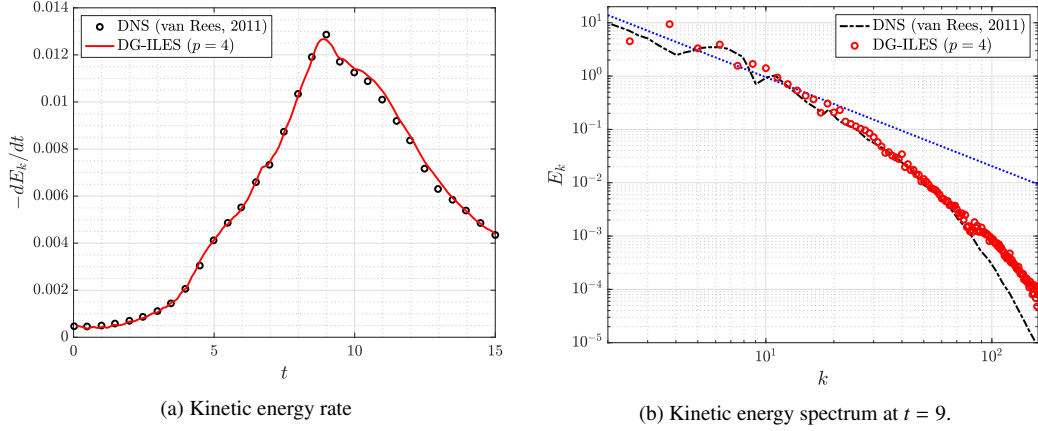 0.014
0.012
0.01
0.008
0.006
0.004
0.002
0
−dE_k/dt
0
5
10
15
t
DNS (van Rees, 2011)
DG-ILES (p = 4)
(a) Kinetic energy rate
10^1
10^0
10^-1
10^-2
10^-3
10^-4
10^-5
E_k
10^1
10^2
k
DNS (van Rees, 2011)
DG-ILES (p = 4)
(b) Kinetic energy spectrum at t = 9.